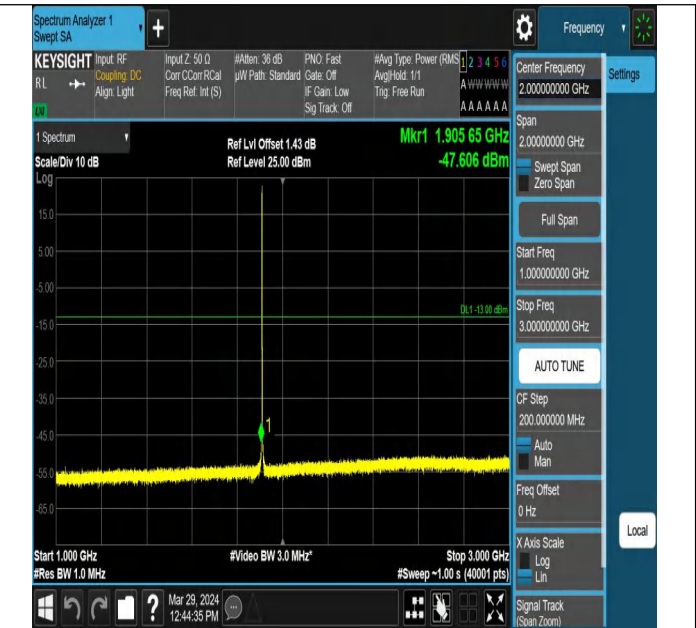 Spectrum Analyzer 1
Swept SA
Frequency
KEYSIGHT
RL
LXI
Input: RF
Coupling: DC
Align: Light
Input Z: 50 Ω
Corr CCorr RCal
Freq Ref: Int (S)
#Atten: 36 dB
µW Path: Standard
PNO: Fast
Gate: Off
IF Gain: Low
Sig Track: Off
#Avg Type: Power (RMS
Avg|Hold: 1/1
Trig: Free Run
1 2 3 4 5 6
A W W W W W
A A A A A A
1 Spectrum
Scale/Div 10 dB
Log
Ref Lvl Offset 1.43 dB
Ref Level 25.00 dBm
Mkr1 1.905 65 GHz
-47.606 dBm
15.0
5.00
-5.00
-15.0
-25.0
-35.0
-45.0
-55.0
-65.0
DL1 -13.00 dBm
1
Start 1.000 GHz
#Res BW 1.0 MHz
#Video BW 3.0 MHz*
Stop 3.000 GHz
#Sweep ~1.00 s (40001 pts)
?
Mar 29, 2024
12:44:35 PM
Center Frequency
2.000000000 GHz
Span
2.00000000 GHz
Swept Span
Zero Span
Full Span
Start Freq
1.000000000 GHz
Stop Freq
3.000000000 GHz
AUTO TUNE
CF Step
200.000000 MHz
Auto
Man
Freq Offset
0 Hz
X Axis Scale
Log
Lin
Signal Track
(Span Zoom)
Settings
Local